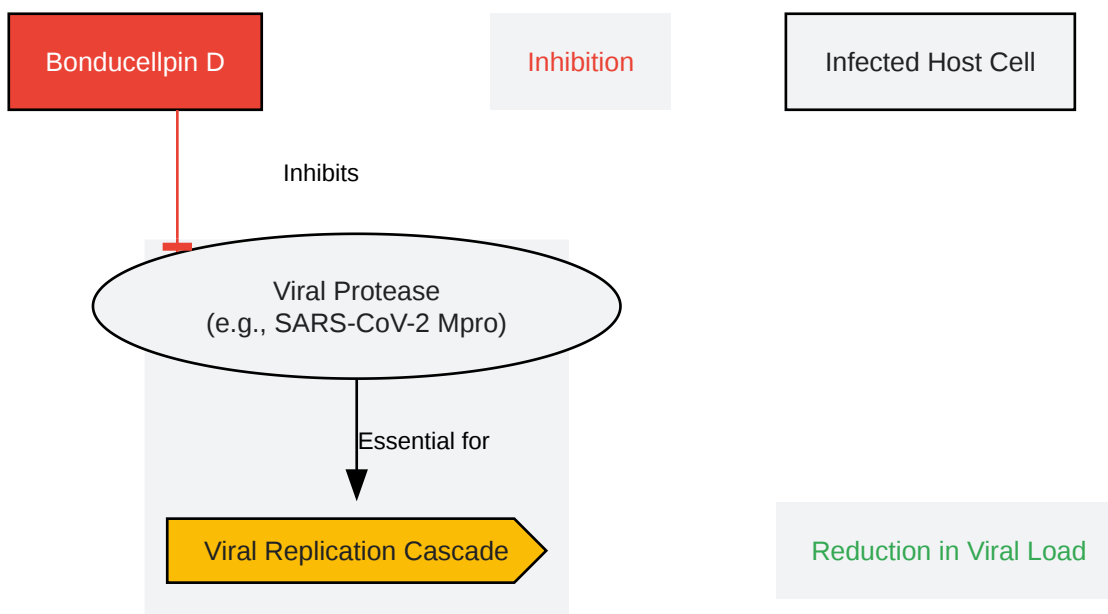 Bonducellpin D
Inhibition
Infected Host Cell
Inhibits
Viral Protease
(e.g., SARS-CoV-2 Mpro)
Essential for
Viral Replication Cascade
Reduction in Viral Load